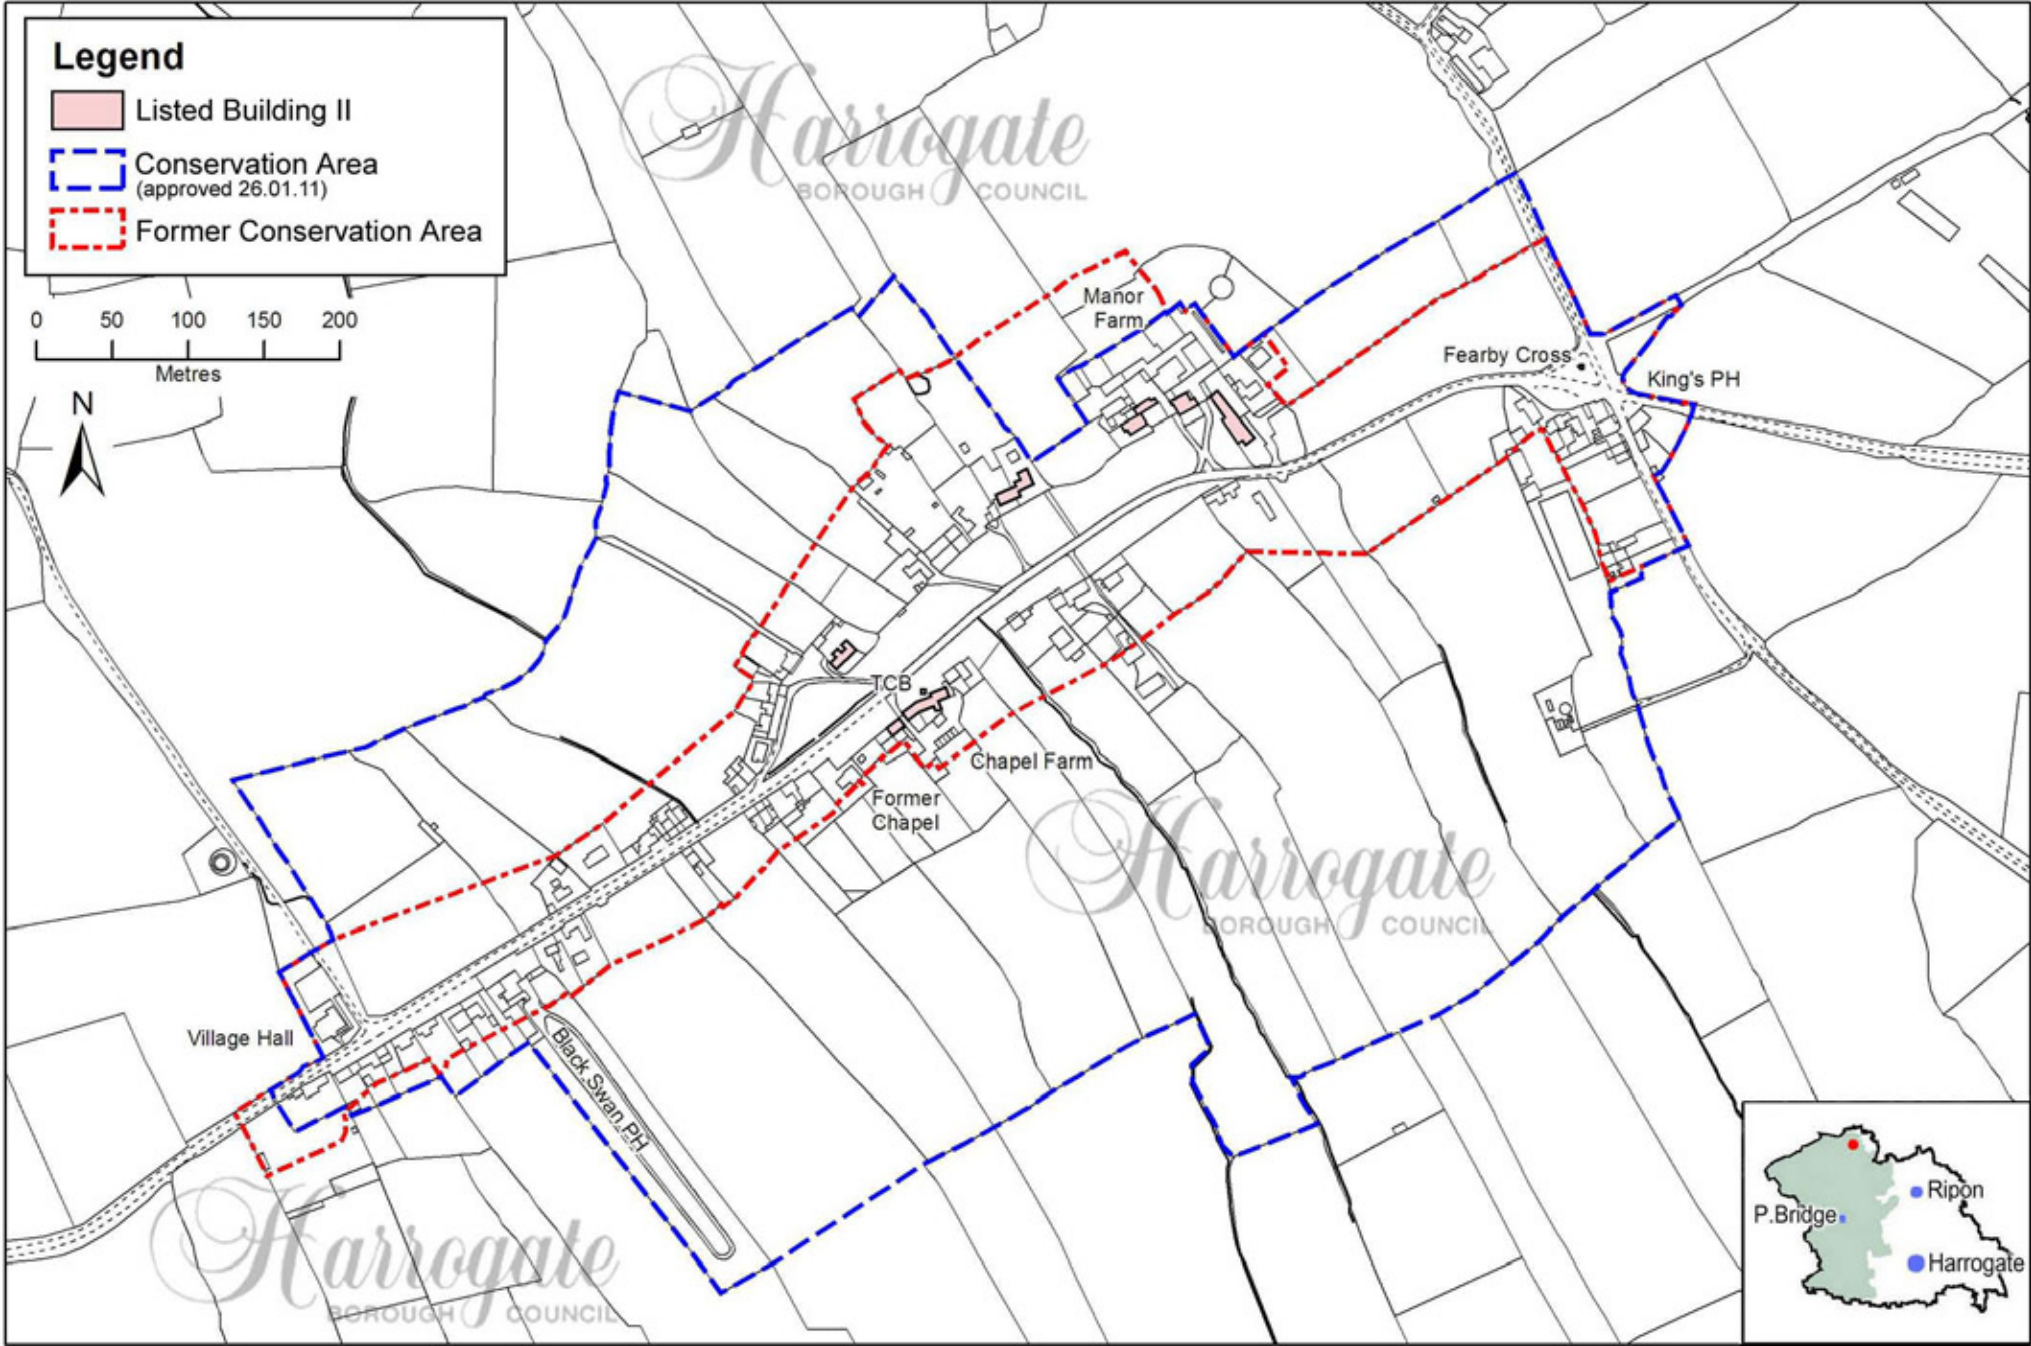 Legend
Listed Building II
Conservation Area
(approved 26.01.11)
Former Conservation Area
0 50 100 150 200
Metres
N
Harrogate
BOROUGH COUNCIL
Manor
Farm
Fearby Cross
King's PH
TCB
Chapel Farm
Former
Chapel
Harrogate
BOROUGH COUNCIL
Village Hall
Black Swan PH
Harrogate
BOROUGH COUNCIL
Ripon
P.Bridge
Harrogate